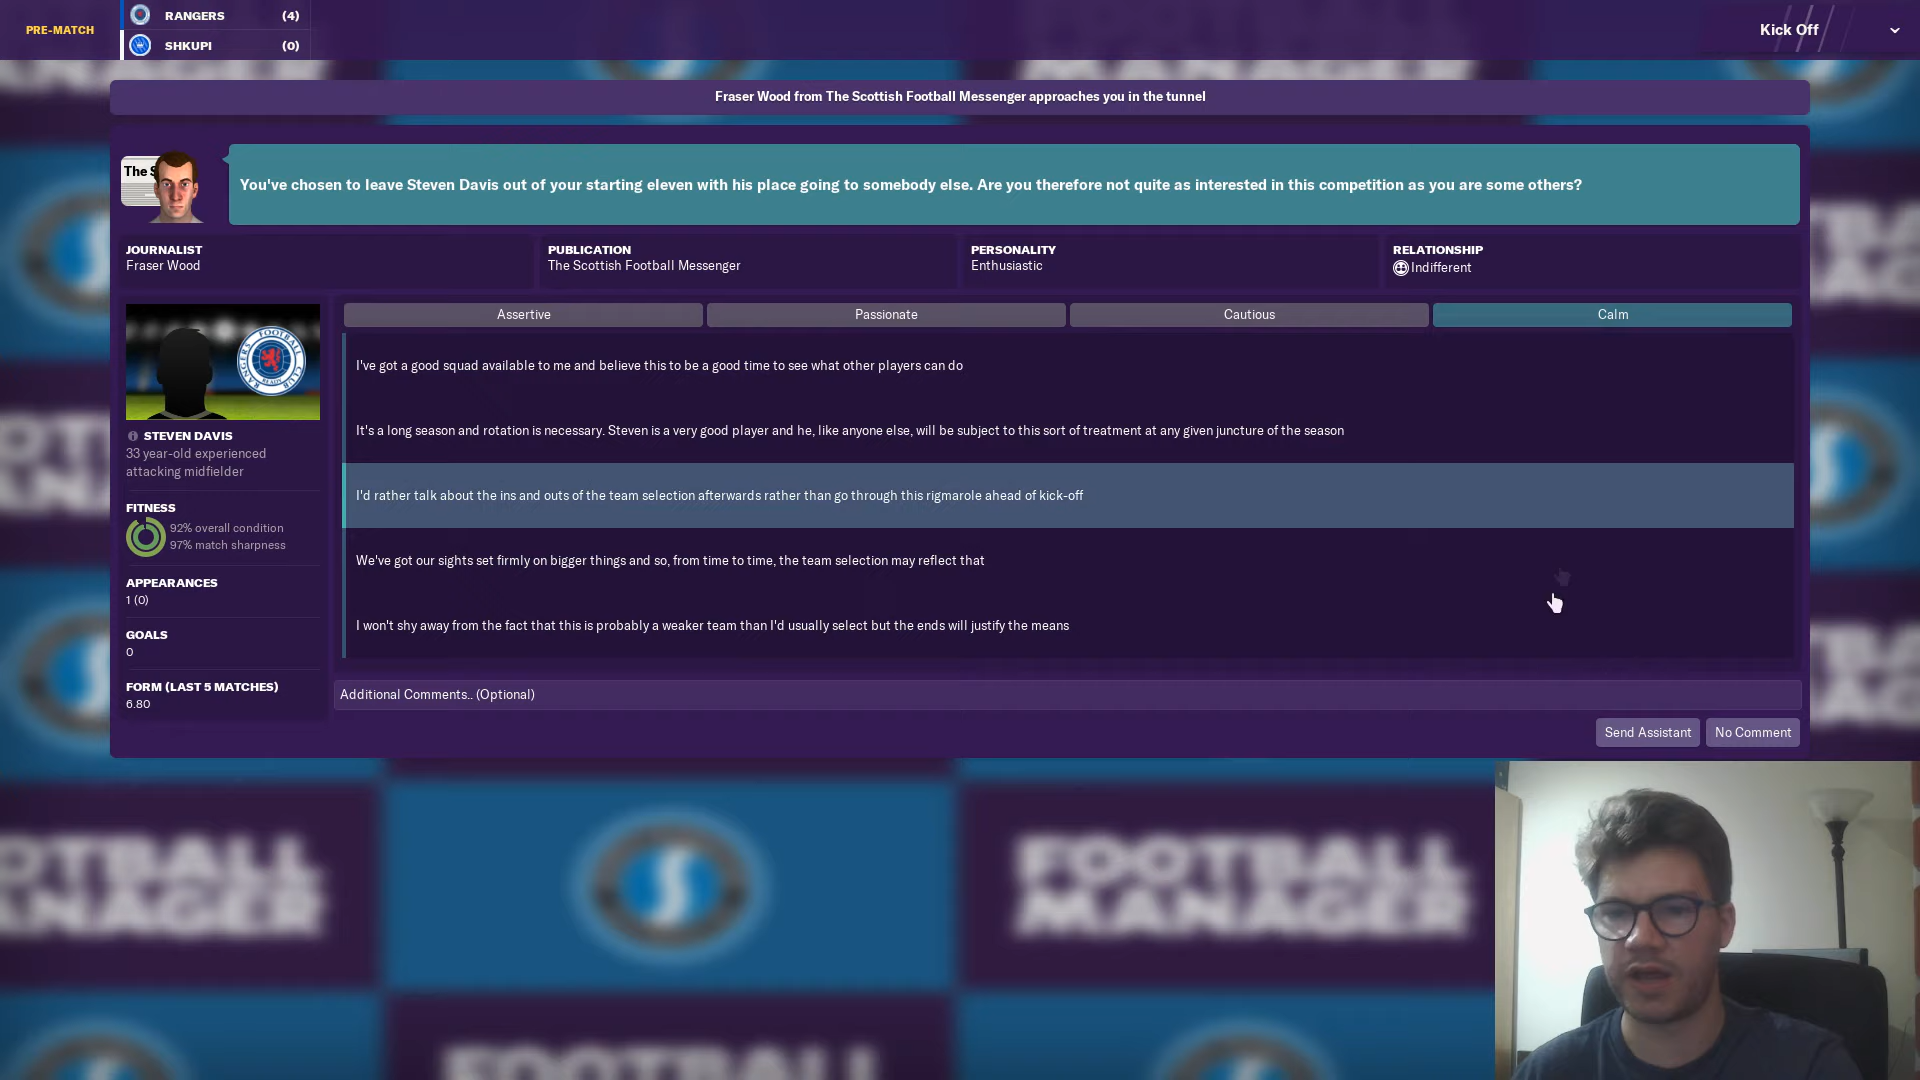 PRE-MATCH
RANGERS (4)
SHKUPI (0)
Kick Off
Fraser Wood from The Scottish Football Messenger approaches you in the tunnel
The S
You've chosen to leave Steven Davis out of your starting eleven with his place going to somebody else. Are you therefore not quite as interested in this competition as you are some others?
JOURNALIST
Fraser Wood
PUBLICATION
The Scottish Football Messenger
PERSONALITY
Enthusiastic
RELATIONSHIP
Indifferent
Assertive
Passionate
Cautious
Calm
RANGERS FOOTBALL CLUB
READY
STEVEN DAVIS
33 year-old experienced
attacking midfielder
FITNESS
92% overall condition
97% match sharpness
APPEARANCES
1 (0)
GOALS
0
FORM (LAST 5 MATCHES)
6.80
I've got a good squad available to me and believe this to be a good time to see what other players can do
It's a long season and rotation is necessary. Steven is a very good player and he, like anyone else, will be subject to this sort of treatment at any given juncture of the season
I'd rather talk about the ins and outs of the team selection afterwards rather than go through this rigmarole ahead of kick-off
We've got our sights set firmly on bigger things and so, from time to time, the team selection may reflect that
I won't shy away from the fact that this is probably a weaker team than I'd usually select but the ends will justify the means
Additional Comments.. (Optional)
Send Assistant
No Comment
OTBALL
ANAGER
FOOTBALL
MANAGER
FOOTBALL